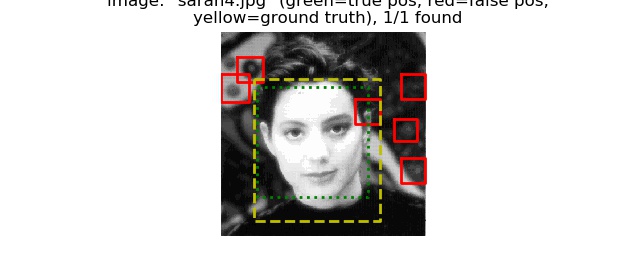 image: "sarah4.jpg" (green=true pos, red=false pos,
yellow=ground truth), 1/1 found